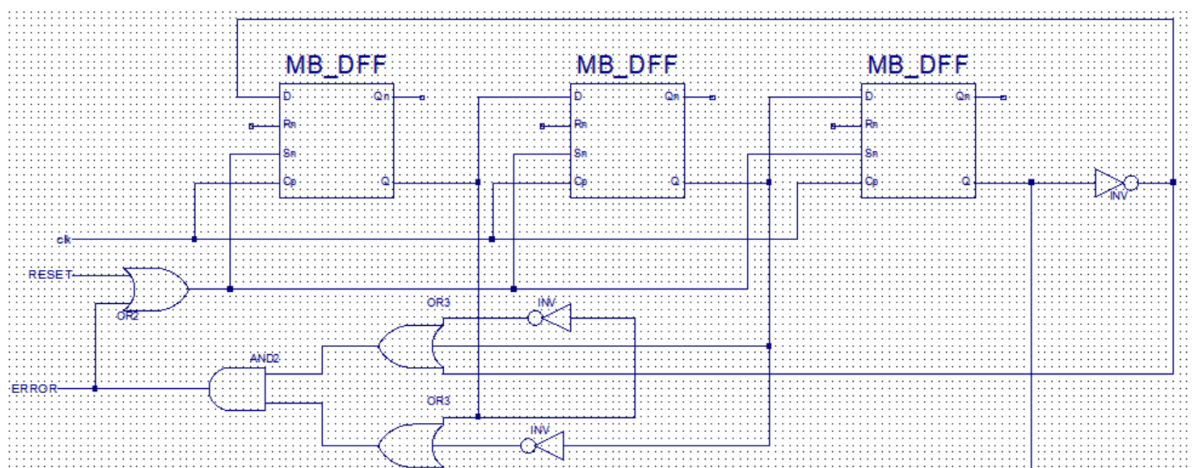 MB_DFF MB_DFF MB_DFF
D Qn D Qn D Qn
Rn Rn Rn
Sn Sn Sn
Cp Q Cp Q Cp Q
INV
clk
RESET
OR2
OR3 INV
AND2
ERROR
OR3
INV